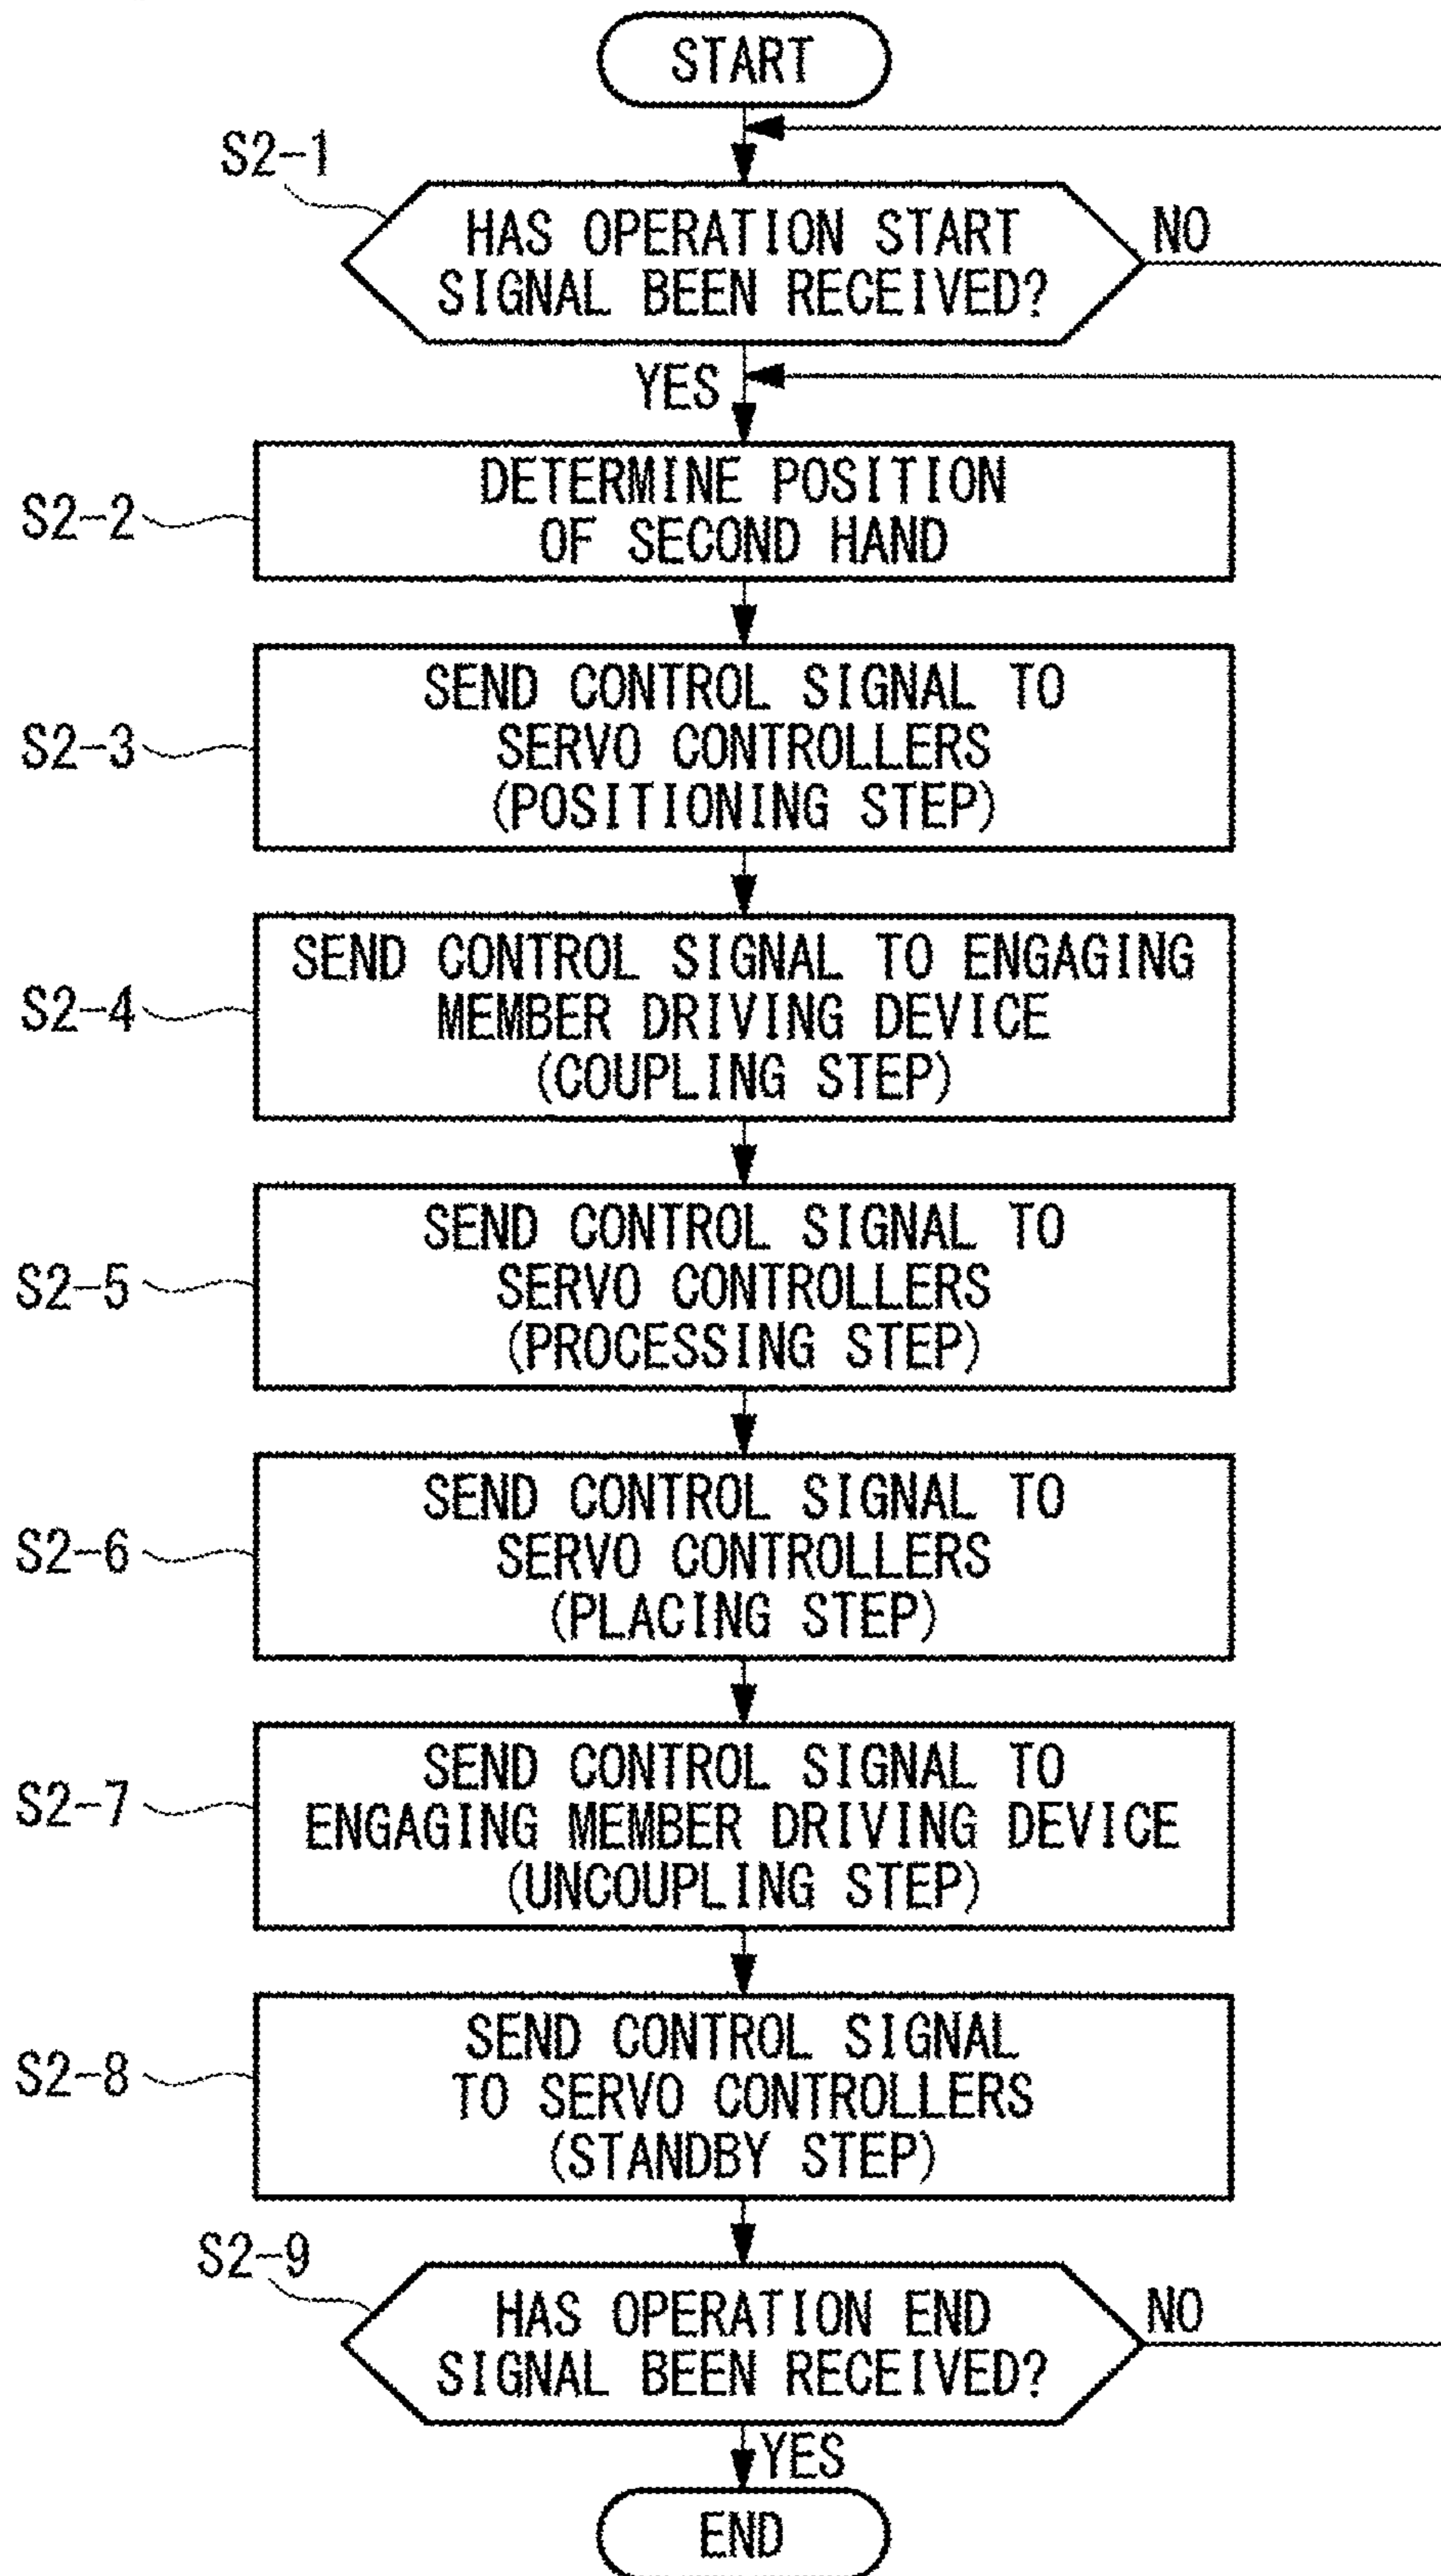 START
S2-1
HAS OPERATION START
SIGNAL BEEN RECEIVED?
NO
YES
S2-2
DETERMINE POSITION
OF SECOND HAND
S2-3
SEND CONTROL SIGNAL TO
SERVO CONTROLLERS
(POSITIONING STEP)
S2-4
SEND CONTROL SIGNAL TO ENGAGING
MEMBER DRIVING DEVICE
(COUPLING STEP)
S2-5
SEND CONTROL SIGNAL TO
SERVO CONTROLLERS
(PROCESSING STEP)
S2-6
SEND CONTROL SIGNAL TO
SERVO CONTROLLERS
(PLACING STEP)
S2-7
SEND CONTROL SIGNAL TO
ENGAGING MEMBER DRIVING DEVICE
(UNCOUPLING STEP)
S2-8
SEND CONTROL SIGNAL
TO SERVO CONTROLLERS
(STANDBY STEP)
S2-9
HAS OPERATION END
SIGNAL BEEN RECEIVED?
NO
YES
END